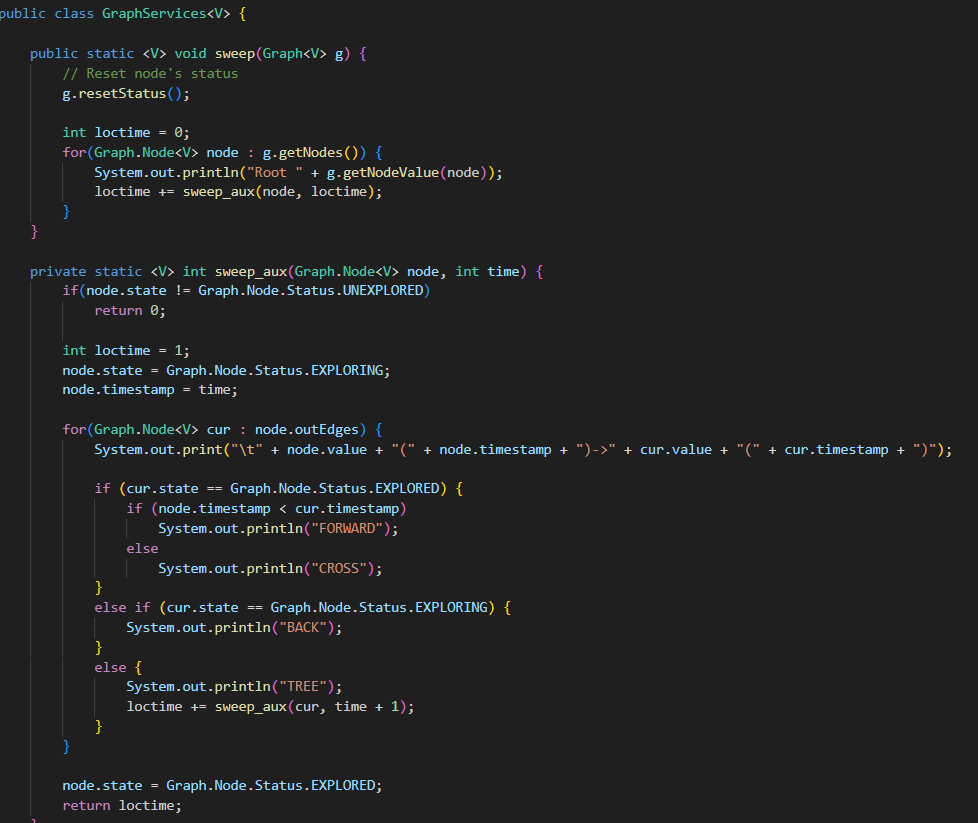 public class GraphServices<V> {
public static <V> void sweep(Graph<V> g) {
// Reset node's status
g.resetStatus();
int loctime = 0;
for(Graph.Node<V> node : g.getNodes()) {
System.out.println("Root " + g.getNodeValue(node));
loctime += sweep_aux(node, loctime);
}
}
private static <V> int sweep_aux(Graph.Node<V> node, int time) {
if(node.state != Graph.Node.Status.UNEXPLORED)
return 0;
int loctime = 1;
node.state = Graph.Node.Status.EXPLORING;
node.timestamp = time;
for(Graph.Node<V> cur : node.outEdges) {
System.out.print("\t" + node.value + "(" + node.timestamp + ")->" + cur.value + "(" + cur.timestamp + ")");
if (cur.state == Graph.Node.Status.EXPLORED) {
if (node.timestamp < cur.timestamp)
System.out.println("FORWARD");
else
System.out.println("CROSS");
}
else if (cur.state == Graph.Node.Status.EXPLORING) {
System.out.println("BACK");
}
else {
System.out.println("TREE");
loctime += sweep_aux(cur, time + 1);
}
}
node.state = Graph.Node.Status.EXPLORED;
return loctime;